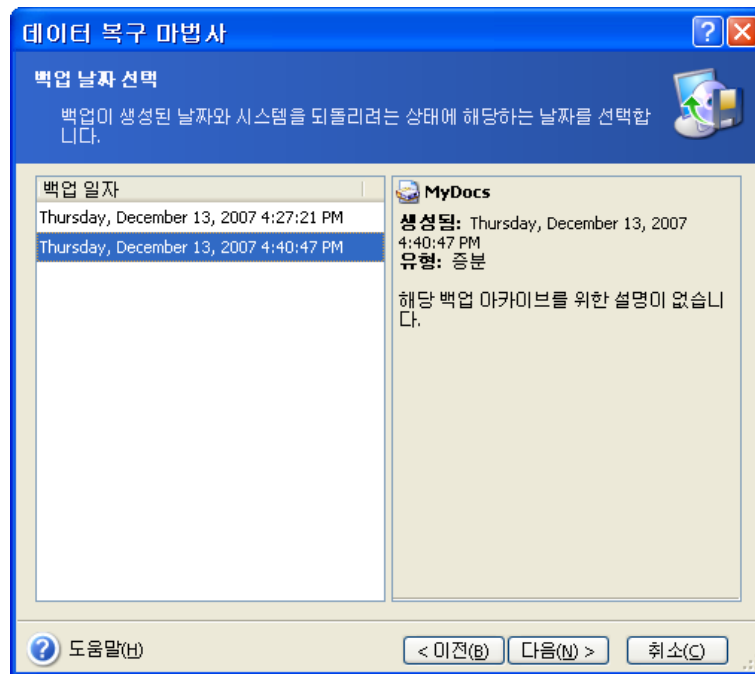 데이터 복구 마법사
백업 날짜 선택
백업이 생성된 날짜와 시스템을 되돌리려는 상태에 해당하는 날짜를 선택합
니다.
백업 일자
Thursday, December 13, 2007 4:27:21 PM
Thursday, December 13, 2007 4:40:47 PM
MyDocs
생성됨: Thursday, December 13, 2007
4:40:47 PM
유형: 증분
해당 백업 아카이브를 위한 설명이 없습니
다.
도움말(H)
< 이전(B)
다음(N) >
취소(C)